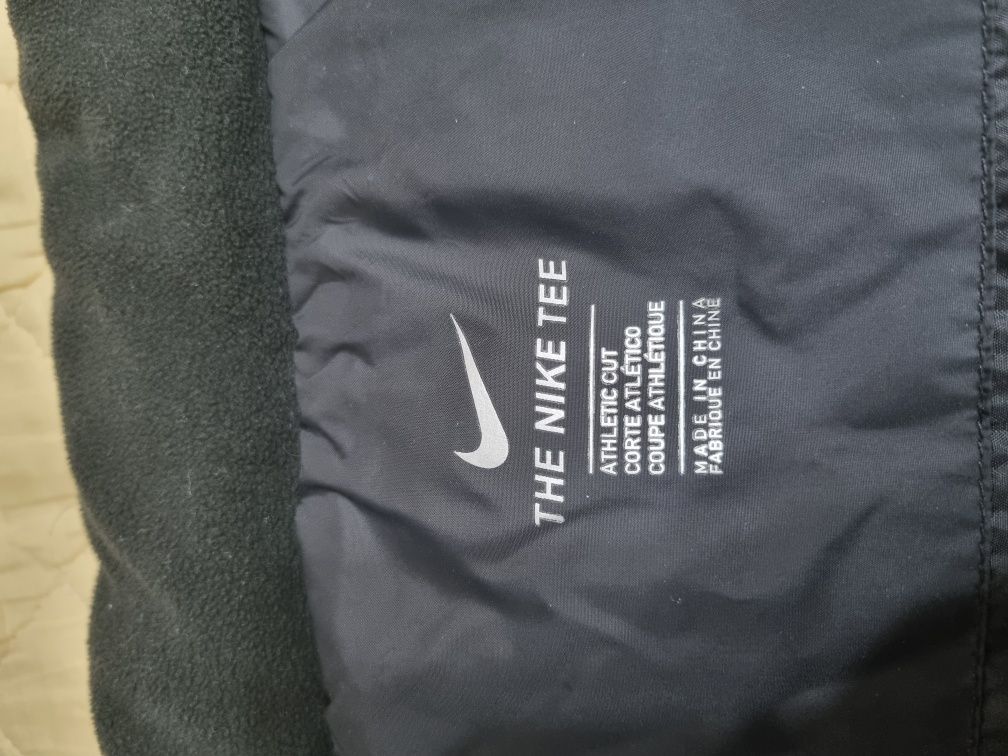 THE NIKE TEE
ATHLETIC CUT
CORTE ATLÉTICO
COUPE ATHLÉTIQUE
MADE IN CHINA
FABRIQUÉ EN CHINE